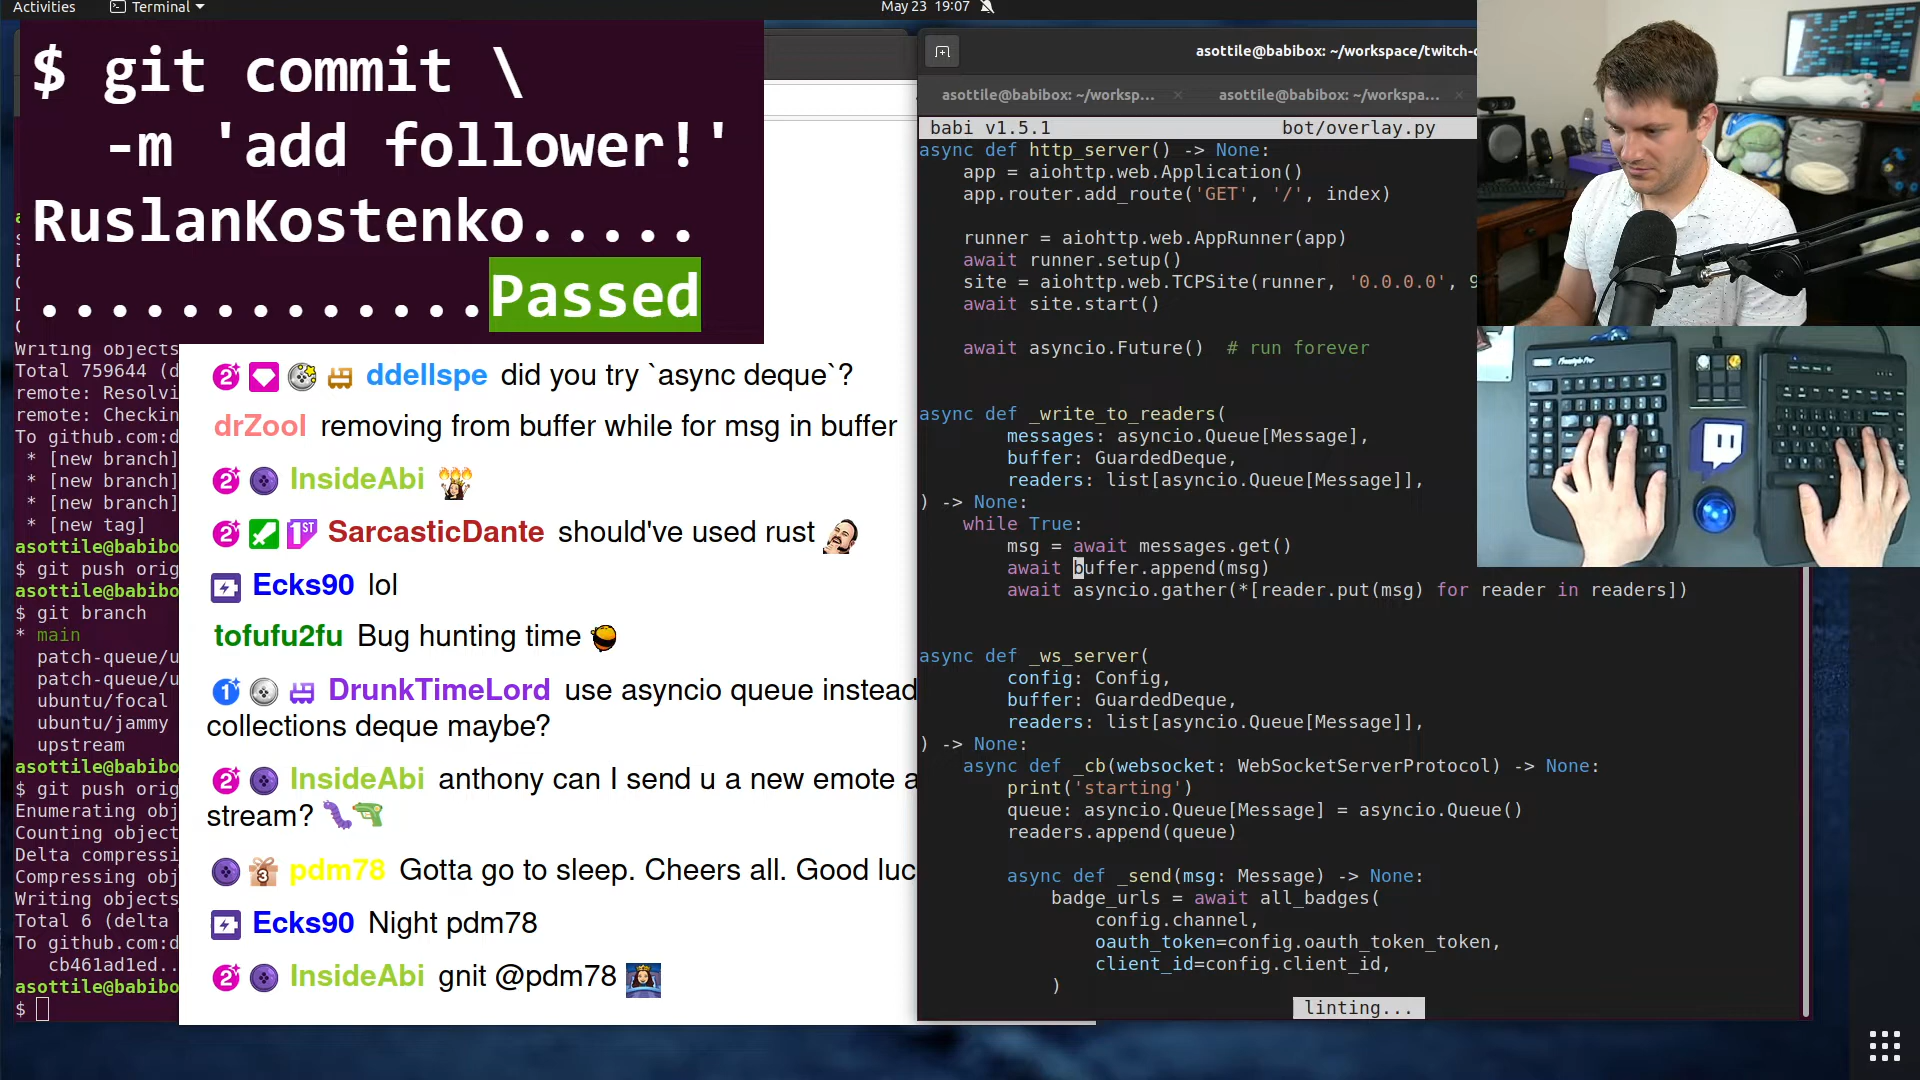 Activities
Terminal
May 23 19:07
$ git commit \
-m 'add follower!'
RuslanKostenko.....
.............Passed
Writing objects
Total 759644 (d
remote: Resolvi
remote: Checkin
To github.com:d
* [new branch]
* [new branch]
* [new branch]
* [new tag]
asottile@babibo
$ git push orig
asottile@babibo
$ git branch
* main
patch-queue/u
patch-queue/u
ubuntu/focal
ubuntu/jammy
upstream
asottile@babibo
$ git push orig
Enumerating obj
Counting object
Delta compressi
Compressing obj
Writing objects
Total 6 (delta
To github.com:d
cb461ad1ed..
asottile@babibo
$
ddellspe did you try `async deque`?
drZool removing from buffer while for msg in buffer
InsideAbi
SarcasticDante should've used rust
Ecks90 lol
tofufu2fu Bug hunting time
DrunkTimeLord use asyncio queue instead
collections deque maybe?
InsideAbi anthony can I send u a new emote a
stream?
pdm78 Gotta go to sleep. Cheers all. Good luc
Ecks90 Night pdm78
InsideAbi gnit @pdm78
asottile@babibox: ~/workspace/twitch-c
asottile@babibox: ~/worksp...
asottile@babibox: ~/workspa...
babi v1.5.1 bot/overlay.py
async def http_server() -> None:
app = aiohttp.web.Application()
app.router.add_route('GET', '/', index)
runner = aiohttp.web.AppRunner(app)
await runner.setup()
site = aiohttp.web.TCPSite(runner, '0.0.0.0', 9
await site.start()
await asyncio.Future()  # run forever
async def _write_to_readers(
messages: asyncio.Queue[Message],
buffer: GuardedDeque,
readers: list[asyncio.Queue[Message]],
) -> None:
while True:
msg = await messages.get()
await buffer.append(msg)
await asyncio.gather(*[reader.put(msg) for reader in readers])
async def _ws_server(
config: Config,
buffer: GuardedDeque,
readers: list[asyncio.Queue[Message]],
) -> None:
async def _cb(websocket: WebSocketServerProtocol) -> None:
print('starting')
queue: asyncio.Queue[Message] = asyncio.Queue()
readers.append(queue)
async def _send(msg: Message) -> None:
badge_urls = await all_badges(
config.channel,
oauth_token=config.oauth_token_token,
client_id=config.client_id,
)
linting...